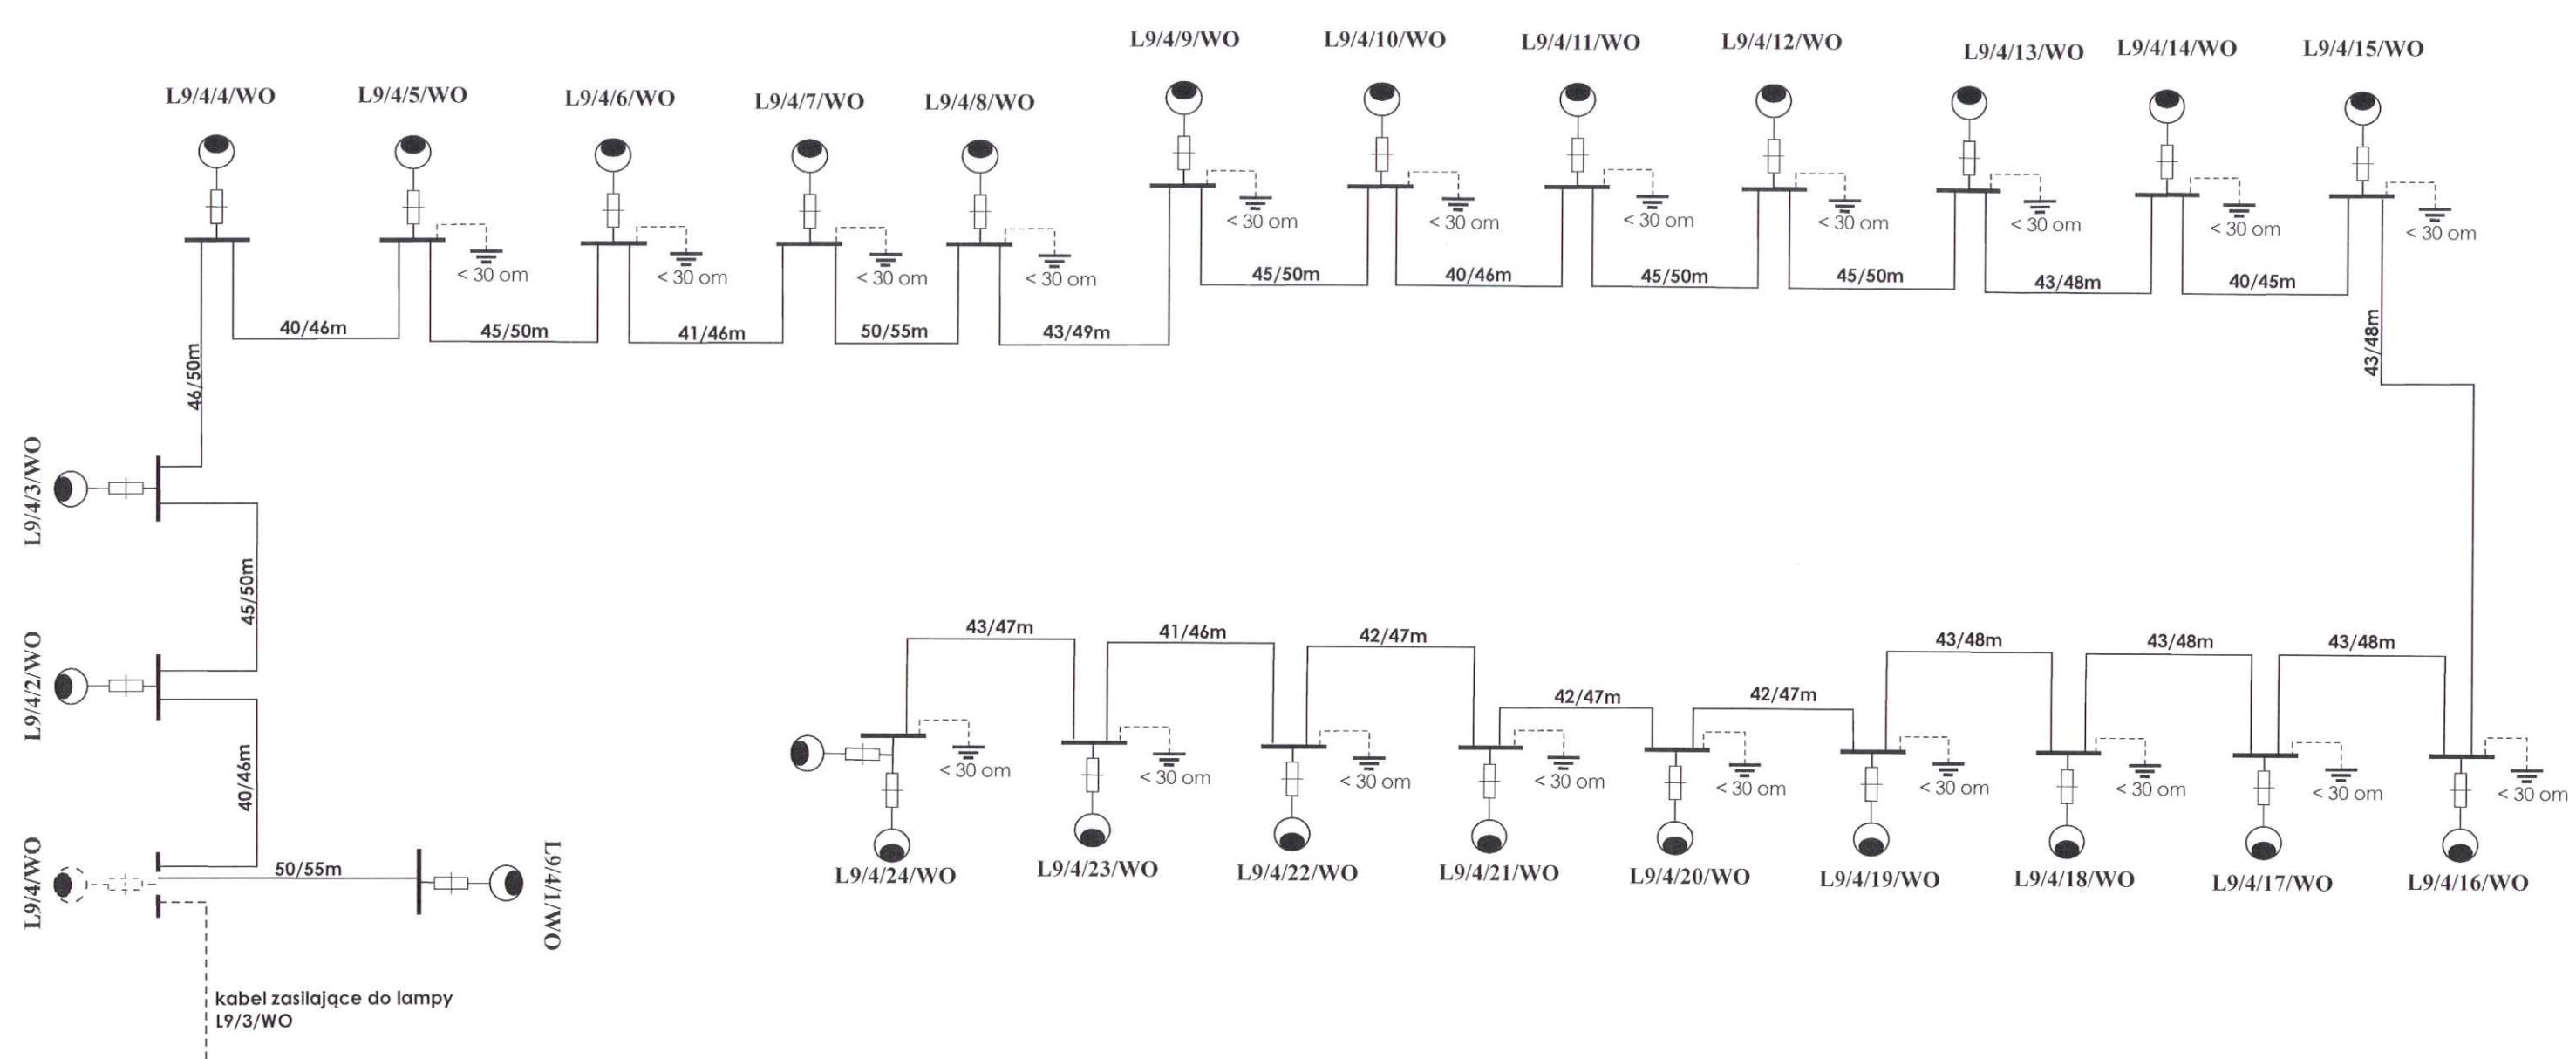 L9/4/9/WO
L9/4/10/WO
L9/4/11/WO
L9/4/12/WO
L9/4/13/WO
L9/4/14/WO
L9/4/15/WO
L9/4/4/WO
L9/4/5/WO
L9/4/6/WO
L9/4/7/WO
L9/4/8/WO
< 30 om
< 30 om
< 30 om
< 30 om
< 30 om
< 30 om
< 30 om
< 30 om
< 30 om
< 30 om
< 30 om
45/50m
40/46m
45/50m
45/50m
43/48m
40/45m
40/46m
45/50m
41/46m
50/55m
43/49m
43/48m
46/50m
L9/4/3/WO
45/50m
L9/4/2/WO
40/46m
L9/4/WO
50/55m
L9/4/1/WO
kabel zasilające do lampy
L9/3/WO
43/47m
41/46m
42/47m
42/47m
42/47m
43/48m
43/48m
43/48m
< 30 om
< 30 om
< 30 om
< 30 om
< 30 om
< 30 om
< 30 om
< 30 om
< 30 om
L9/4/24/WO
L9/4/23/WO
L9/4/22/WO
L9/4/21/WO
L9/4/20/WO
L9/4/19/WO
L9/4/18/WO
L9/4/17/WO
L9/4/16/WO